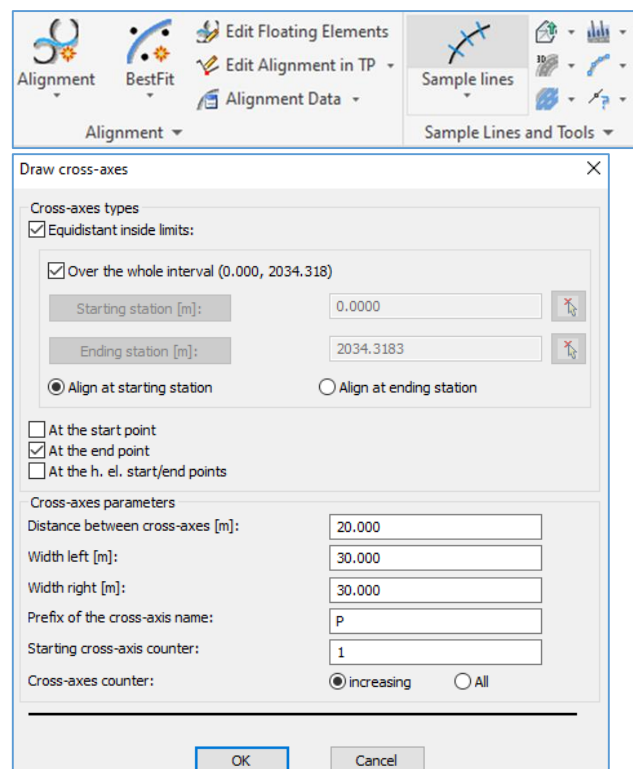 Edit Floating Elements
Edit Alignment in TP
Alignment BestFit Sample lines
Alignment Data
3D
Alignment Sample Lines and Tools
Draw cross-axes
Cross-axes types
Equidistant inside limits:
Over the whole interval (0.000, 2034.318)
Starting station [m]: 0.0000
Ending station [m]: 2034.3183
Align at starting station Align at ending station
At the start point
At the end point
At the h. el. start/end points
Cross-axes parameters
Distance between cross-axes [m]: 20.000
Width left [m]: 30.000
Width right [m]: 30.000
Prefix of the cross-axis name: P
Starting cross-axis counter: 1
Cross-axes counter: increasing All
OK Cancel